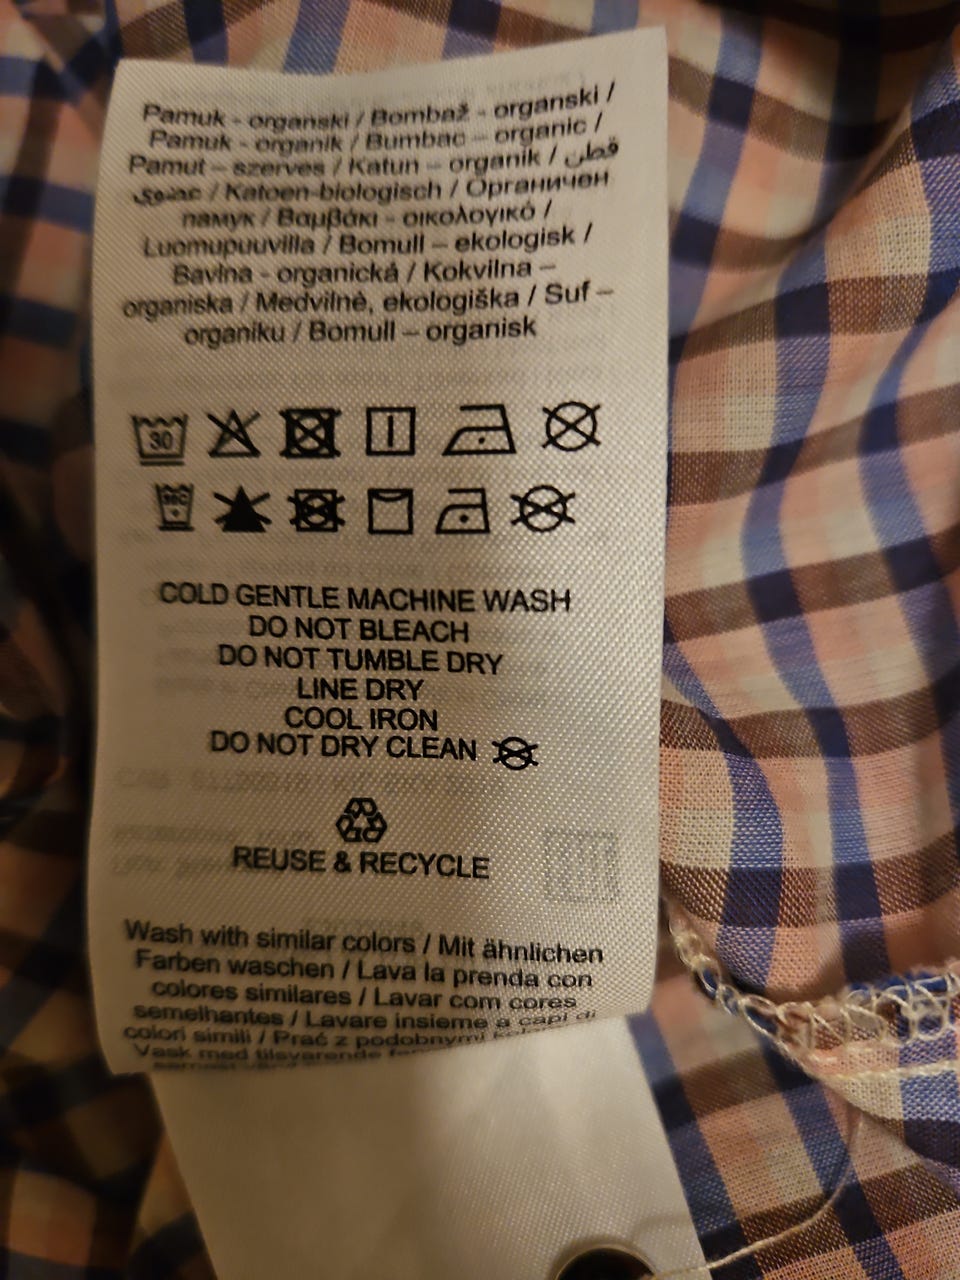 Pamuk - organski / Bombaž - organski /
Pamuk - organik / Bumbac – organic /
Pamut – szerves / Katun – organik / قطن
عضوي / Katoen-biologisch / Органичен
памук / Βαμβάκι - οικολογικό /
Luomupuuvilla / Bomull – ekologisk /
Bavlna - organická / Kokvilna –
organiska / Medvilnė, ekologiška / Suf –
organiku / Bomull – organisk
30
COLD GENTLE MACHINE WASH
DO NOT BLEACH
DO NOT TUMBLE DRY
LINE DRY
COOL IRON
DO NOT DRY CLEAN
REUSE & RECYCLE
Wash with similar colors / Mit ähnlichen
Farben waschen / Lava la prenda con
colores similares / Lavar com cores
semelhantes / Lavare insieme a capi di
colori simili / Prać z podobnymi
Vask med tilsvarende